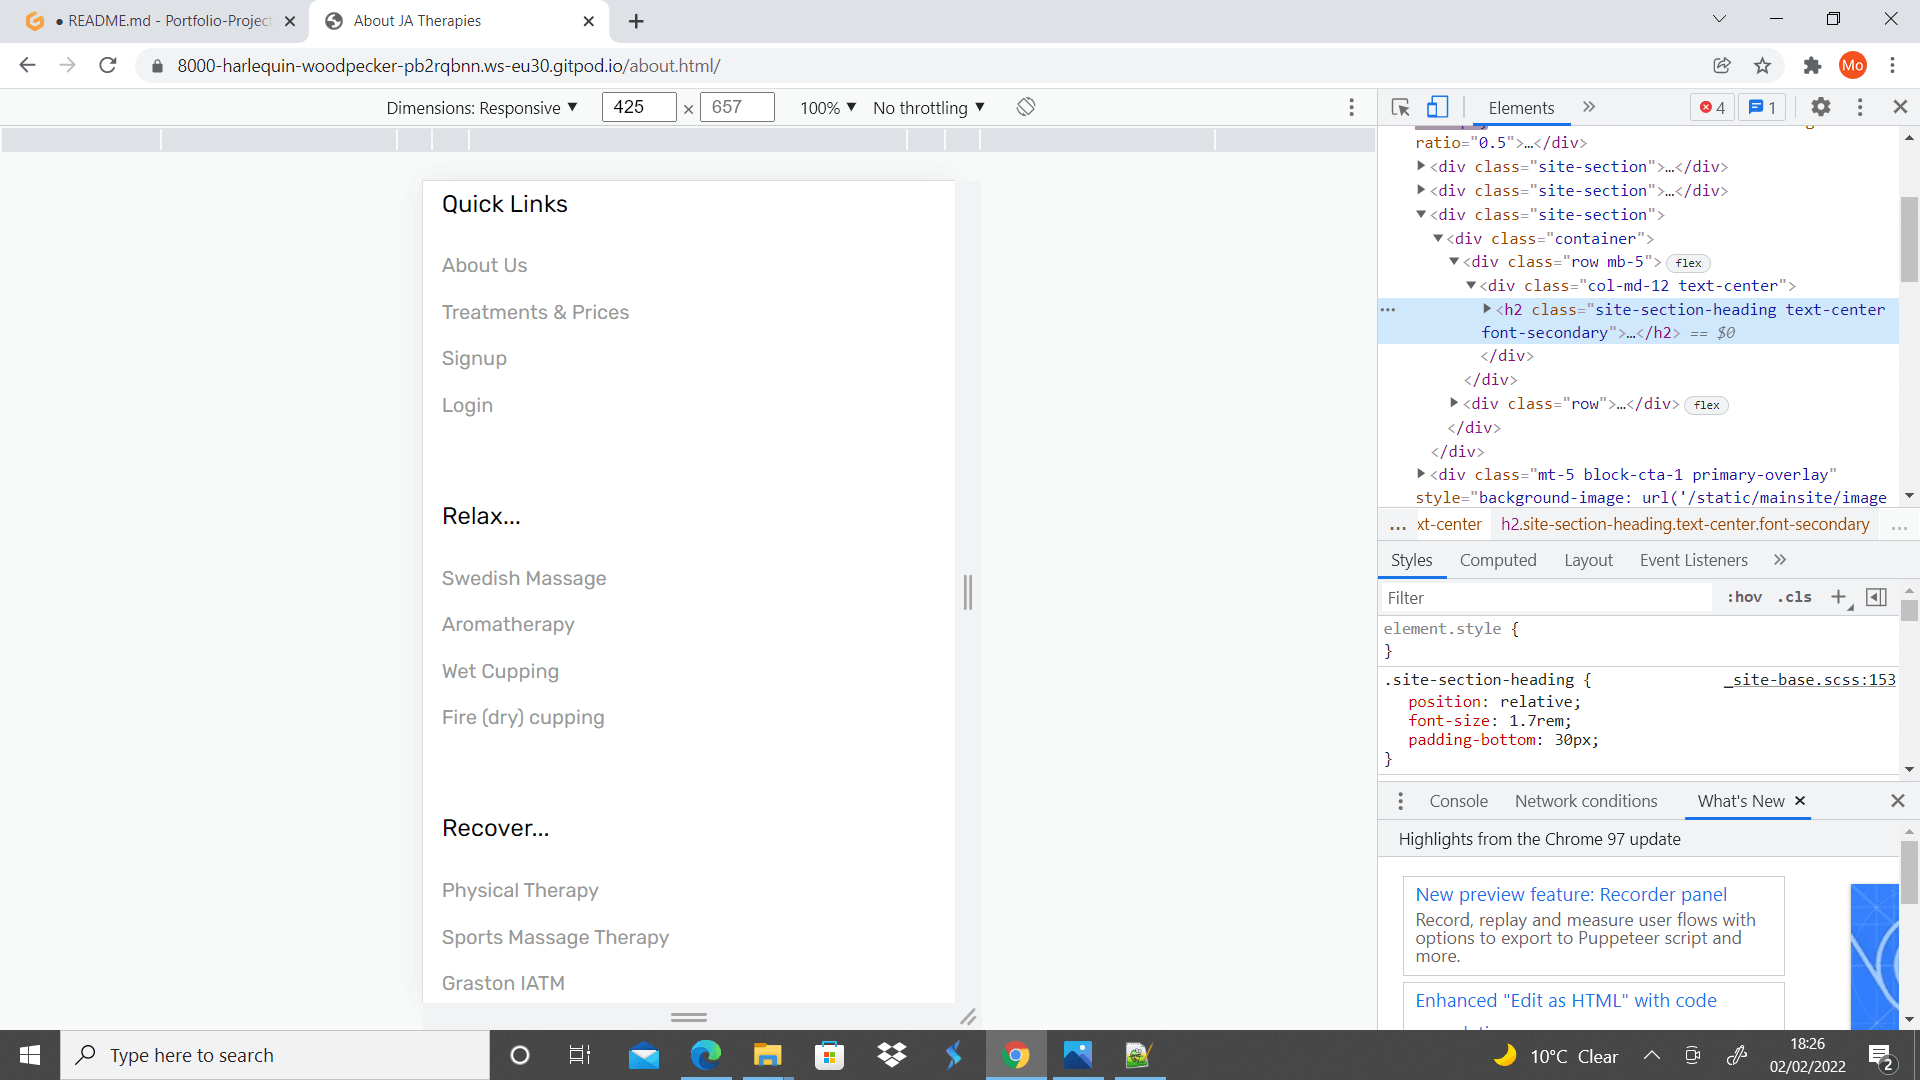 ● README.md - Portfolio-Project
About JA Therapies
8000-harlequin-woodpecker-pb2rqbnn.ws-eu30.gitpod.io/about.html/
Mo
Dimensions: Responsive ▼ 425 × 657 100% ▼ No throttling ▼
Quick Links
About Us
Treatments & Prices
Signup
Login
Relax...
Swedish Massage
Aromatherapy
Wet Cupping
Fire (dry) cupping
Recover...
Physical Therapy
Sports Massage Therapy
Graston IATM
Elements » 4 1
ratio="0.5">…</div>
<div class="site-section">…</div>
<div class="site-section">…</div>
<div class="site-section">
<div class="container">
<div class="row mb-5"> flex
<div class="col-md-12 text-center">
<h2 class="site-section-heading text-center
font-secondary">…</h2> == $0
</div>
</div>
<div class="row">…</div> flex
</div>
</div>
<div class="mt-5 block-cta-1 primary-overlay"
style="background-image: url('/static/mainsite/image
... xt-center h2.site-section-heading.text-center.font-secondary ...
Styles Computed Layout Event Listeners »
Filter :hov .cls +
element.style {
}
.site-section-heading { _site-base.scss:153
position: relative;
font-size: 1.7rem;
padding-bottom: 30px;
}
Console Network conditions What's New ×
Highlights from the Chrome 97 update
New preview feature: Recorder panel
Record, replay and measure user flows with
options to export to Puppeteer script and
more.
Enhanced "Edit as HTML" with code
Type here to search
10°C Clear
18:26
02/02/2022
2